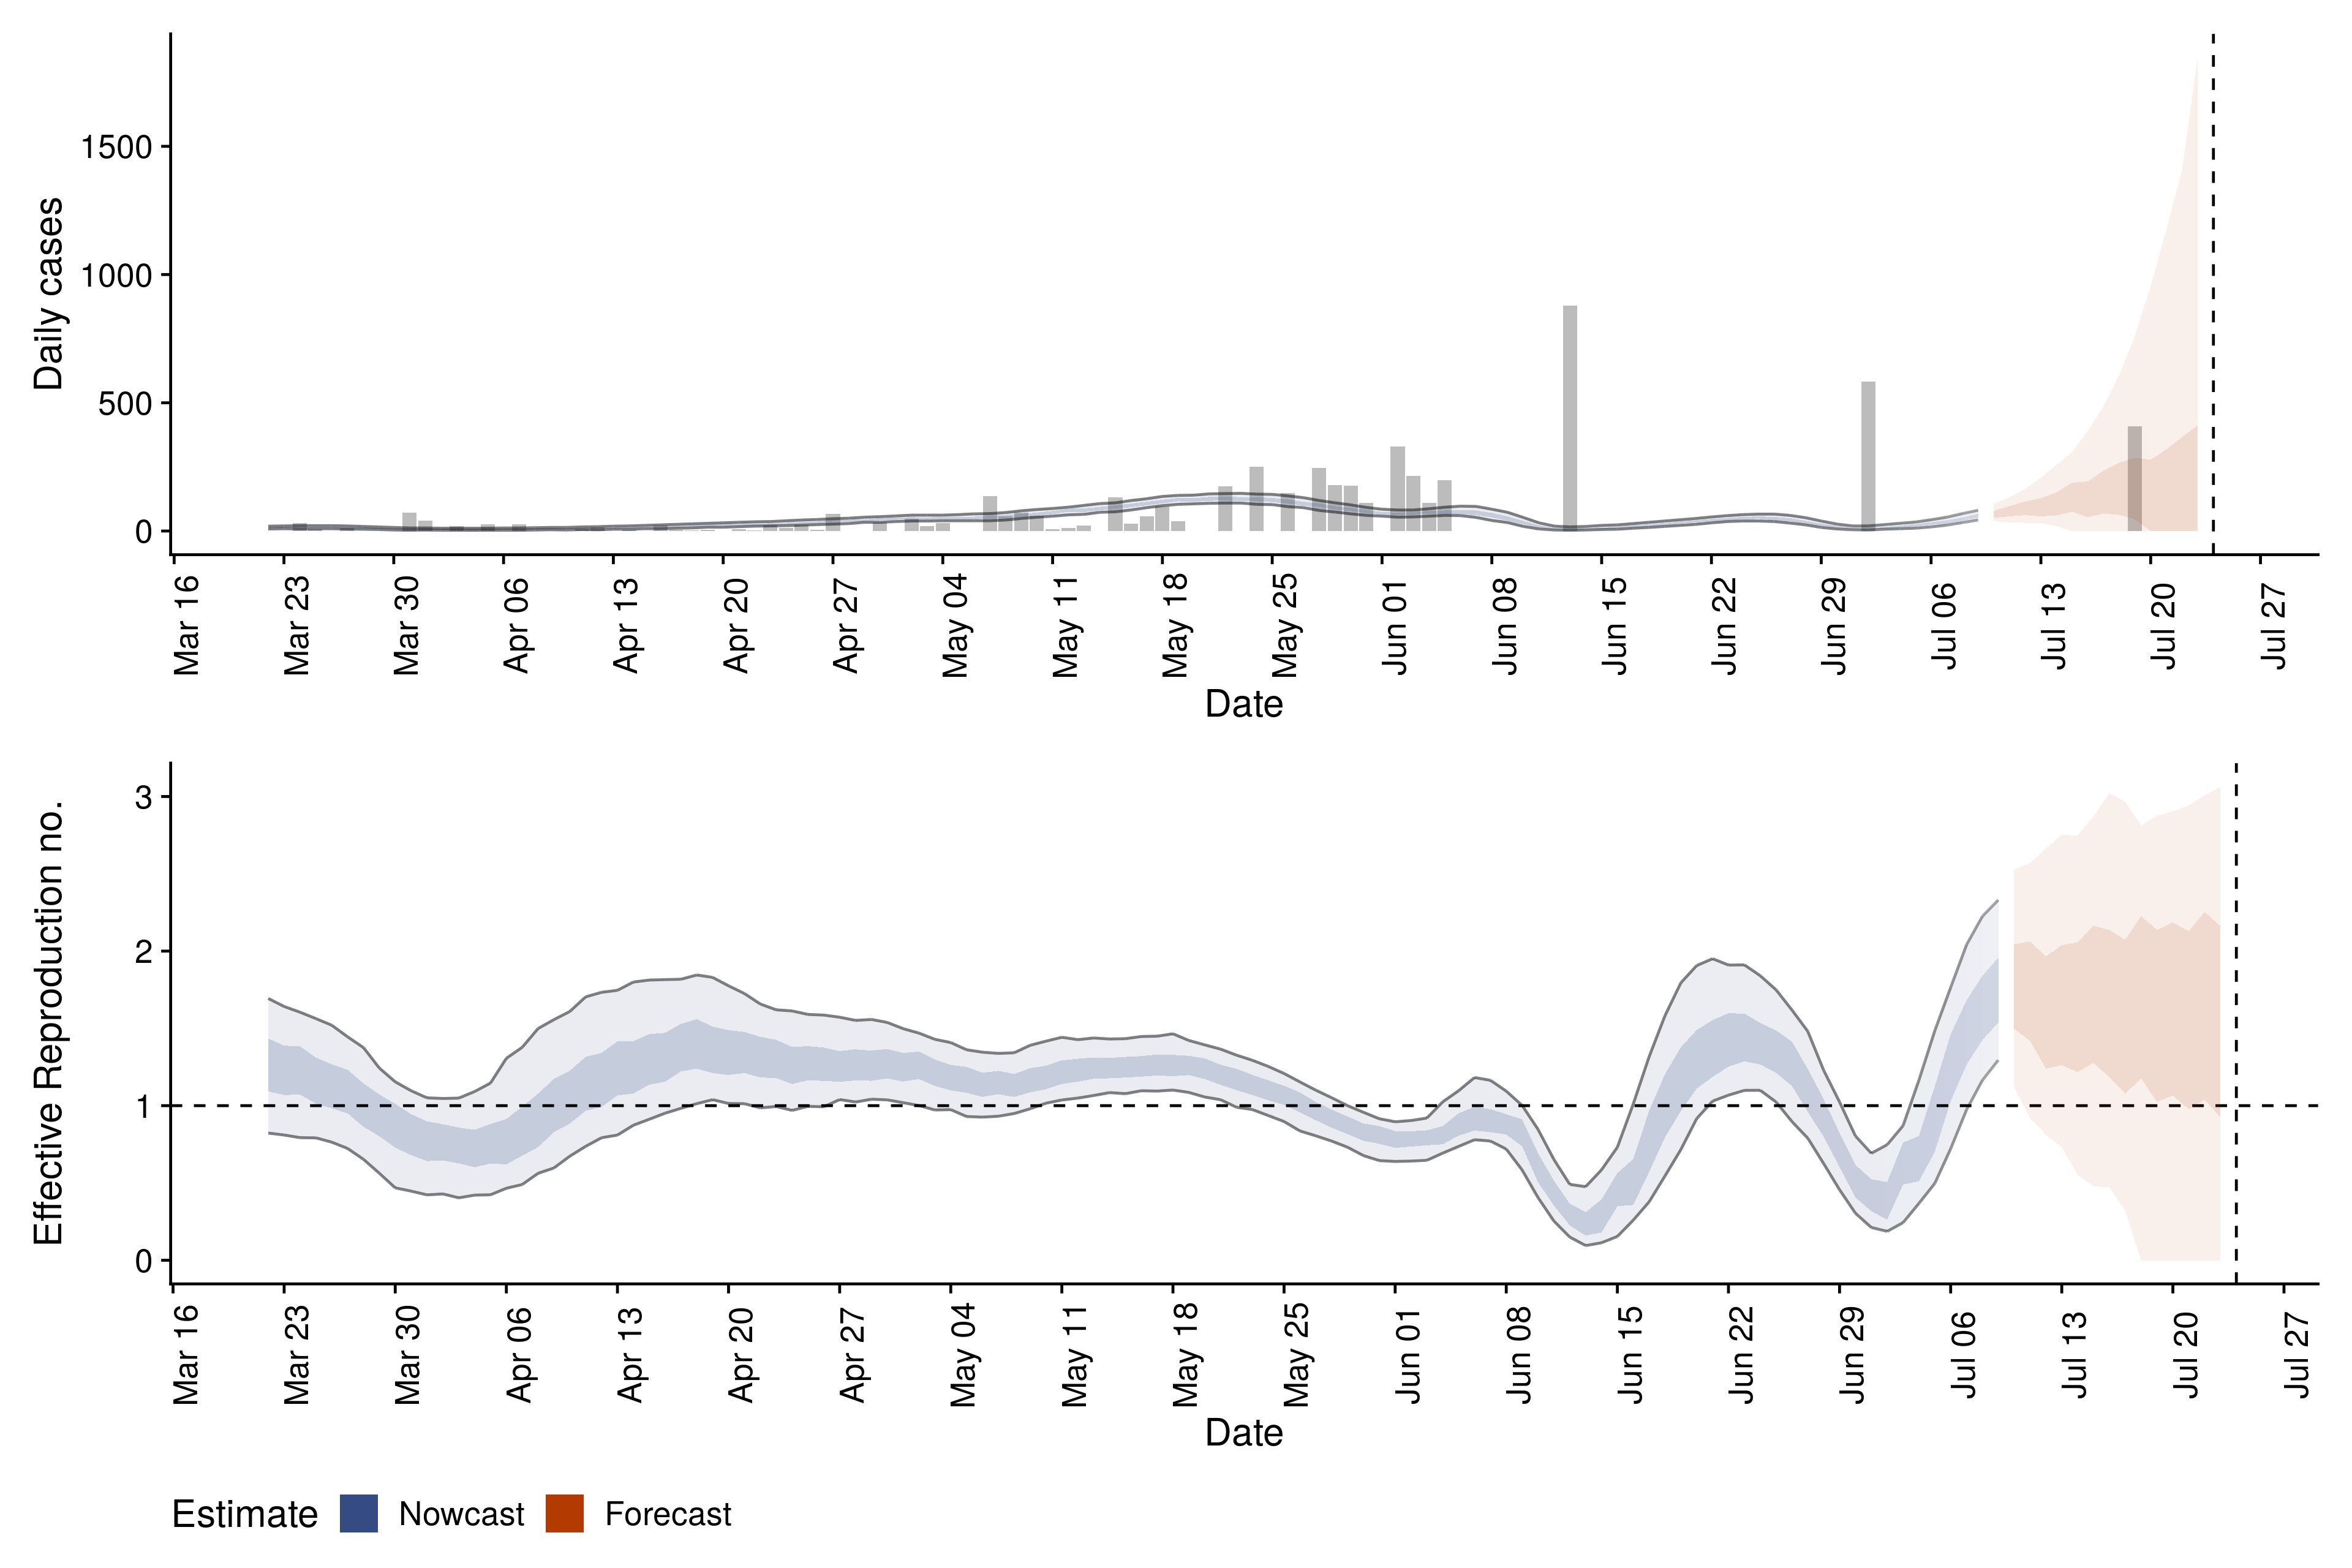 Daily cases
1500
1000
500
0
Mar 16
Mar 23
Mar 30
Apr 06
Apr 13
Apr 20
Apr 27
May 04
May 11
May 18
May 25
Jun 01
Jun 08
Jun 15
Jun 22
Jun 29
Jul 06
Jul 13
Jul 20
Jul 27
Date
Effective Reproduction no.
3
2
1
0
Mar 16
Mar 23
Mar 30
Apr 06
Apr 13
Apr 20
Apr 27
May 04
May 11
May 18
May 25
Jun 01
Jun 08
Jun 15
Jun 22
Jun 29
Jul 06
Jul 13
Jul 20
Jul 27
Date
Estimate Nowcast Forecast